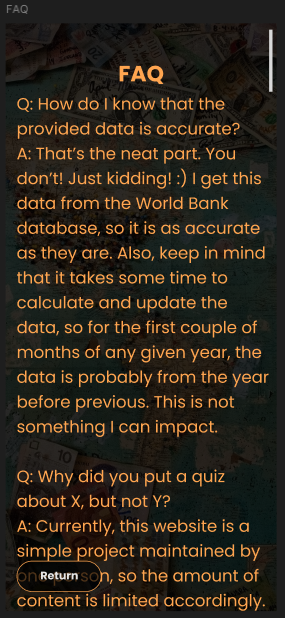 FAQ
FAQ
Q: How do I know that the
provided data is accurate?
A: That's the neat part. You
don't! Just kidding! :) I get this
data from the World Bank
database, so it is as accurate
as they are. Also, keep in mind
that it takes some time to
calculate and update the
data, so for the first couple of
months of any given year, the
data is probably from the year
before previous. This is not
something I can impact.
Q: Why did you put a quiz
about X, but not Y?
A: Currently, this website is a
simple project maintained by
one person, so the amount of
Return
content is limited accordingly.